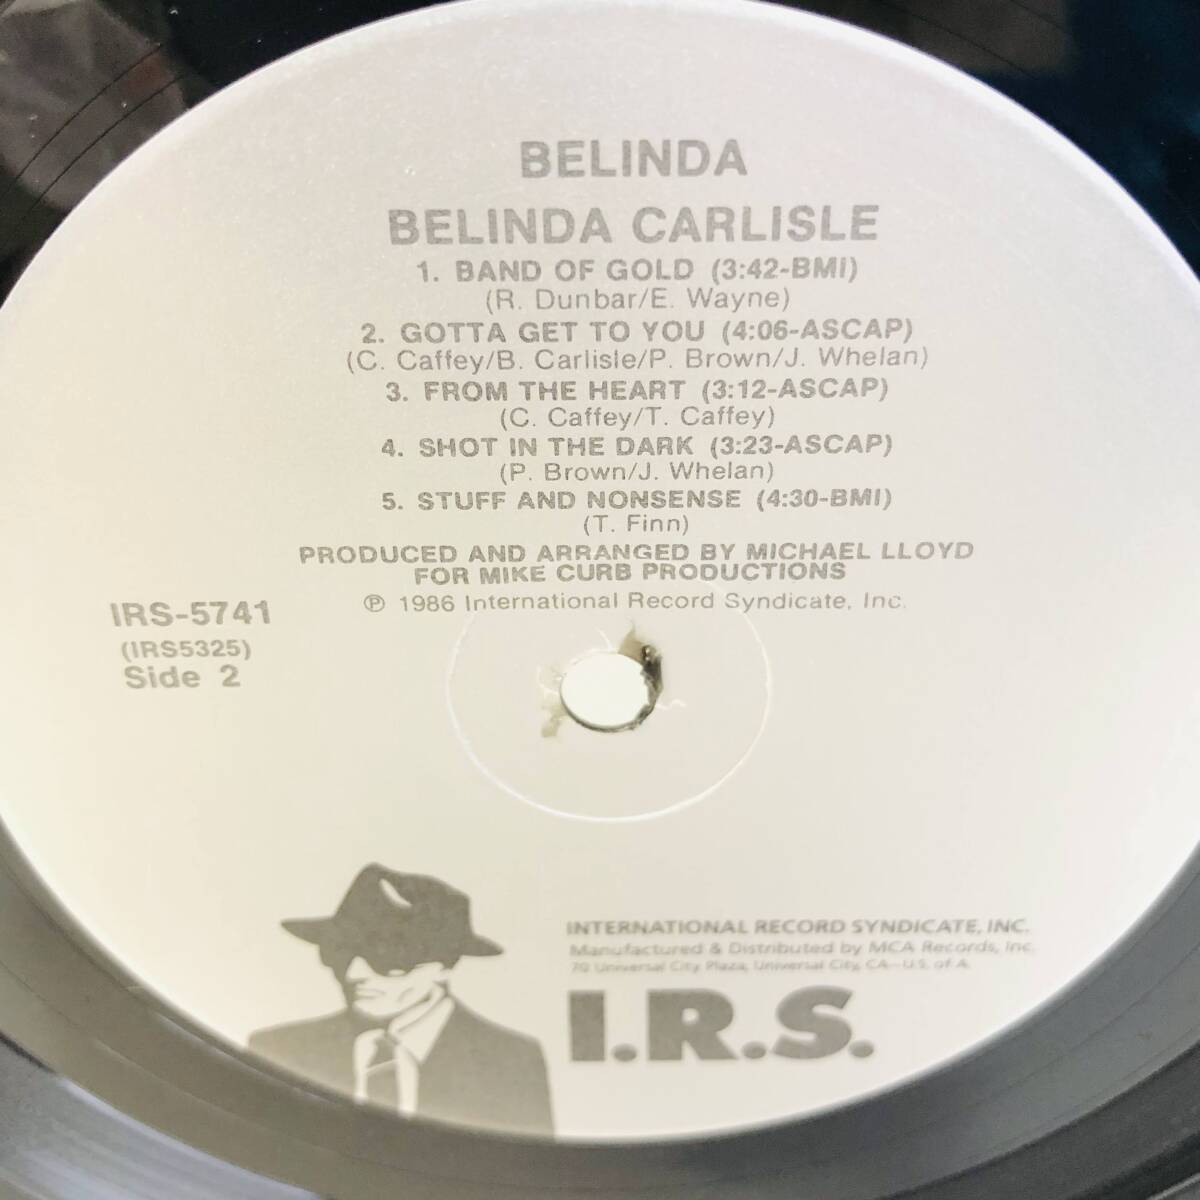 BELINDA
BELINDA CARLISLE
1. BAND OF GOLD (3:42-BMI)
(R. Dunbar/E. Wayne)
2. GOTTA GET TO YOU (4:06-ASCAP)
(C. Caffey/B. Carlisle/P. Brown/J. Whelan)
3. FROM THE HEART (3:12-ASCAP)
(C. Caffey/T. Caffey)
4. SHOT IN THE DARK (3:23-ASCAP)
(P. Brown/J. Whelan)
5. STUFF AND NONSENSE (4:30-BMI)
(T. Finn)
PRODUCED AND ARRANGED BY MICHAEL LLOYD
FOR MIKE CURB PRODUCTIONS
℗ 1986 International Record Syndicate, Inc.
IRS-5741
(IRS5325)
Side 2
INTERNATIONAL RECORD SYNDICATE, INC.
Manufactured & Distributed by MCA Records, Inc.
70 Universal City Plaza, Universal City, CA—U.S. of A.
I.R.S.